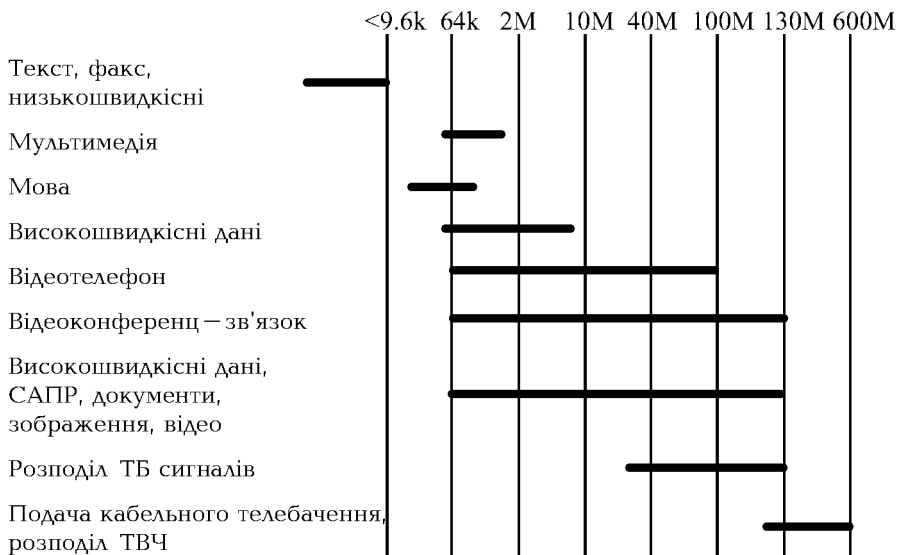 <9.6k 64k 2M 10M 40M 100M 130M 600M
Текст, факс,
низькошвидкісні
Мультимедія
Мова
Високошвидкісні дані
Відеотелефон
Відеоконференц – зв'язок
Високошвидкісні дані,
САПР, документи,
зображення, відео
Розподіл ТБ сигналів
Подача кабельного телебачення,
розподіл ТВЧ